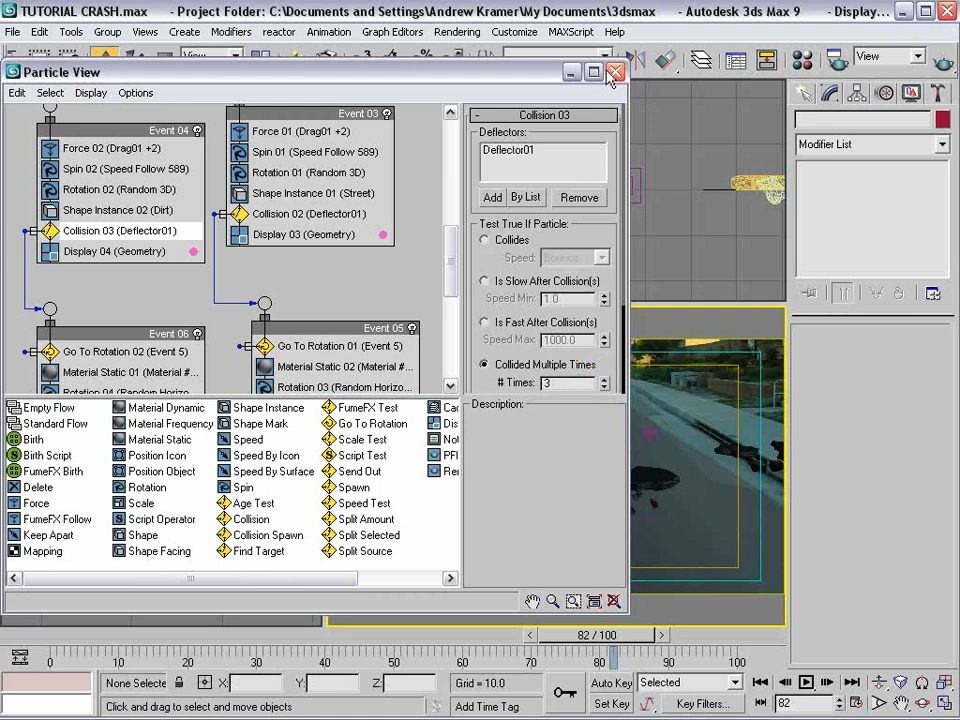 TUTORIAL CRASH.max - Project Folder: C:\Documents and Settings\Andrew Kramer\My Documents\3dsmax - Autodesk 3ds Max 9 - Display...
File Edit Tools Group Views Create Modifiers reactor Animation Graph Editors Rendering Customize MAXScript Help
View
Particle View
Edit Select Display Options
Event 04
Force 02 (Drag01 +2)
Spin 02 (Speed Follow 589)
Rotation 02 (Random 3D)
Shape Instance 02 (Dirt)
Collision 03 (Deflector01)
Display 04 (Geometry)
Event 03
Force 01 (Drag01 +2)
Spin 01 (Speed Follow 589)
Rotation 01 (Random 3D)
Shape Instance 01 (Street)
Collision 02 (Deflector01)
Display 03 (Geometry)
Event 06
Go To Rotation 02 (Event 5)
Material Static 01 (Material #...
Event 05
Go To Rotation 01 (Event 5)
Material Static 02 (Material #...
Rotation 03 (Random Horizo...
Collision 03
Deflectors:
Deflector01
Add By List Remove
Test True If Particle:
Collides
Speed: Bounce
Is Slow After Collision(s)
Speed Min: 1.0
Is Fast After Collision(s)
Speed Max: 1000.0
Collided Multiple Times
# Times: 3
Description:
Empty Flow
Standard Flow
Birth
Birth Script
FumeFX Birth
Delete
Force
FumeFX Follow
Keep Apart
Mapping
Material Dynamic
Material Frequency
Material Static
Position Icon
Position Object
Rotation
Scale
Script Operator
Shape
Shape Facing
Shape Instance
Shape Mark
Speed
Speed By Icon
Speed By Surface
Spin
Age Test
Collision
Collision Spawn
Find Target
FumeFX Test
Go To Rotation
Scale Test
Script Test
Send Out
Spawn
Speed Test
Split Amount
Split Selected
Split Source
Cac
Dis
Not
PFI
Ren
Modifier List
82 / 100
0 10 20 30 40 50 60 70 80 90 100
None Selecte X: Y: Z: Grid = 10.0 Auto Key Selected
Click and drag to select and move objects Add Time Tag Set Key Key Filters... 82